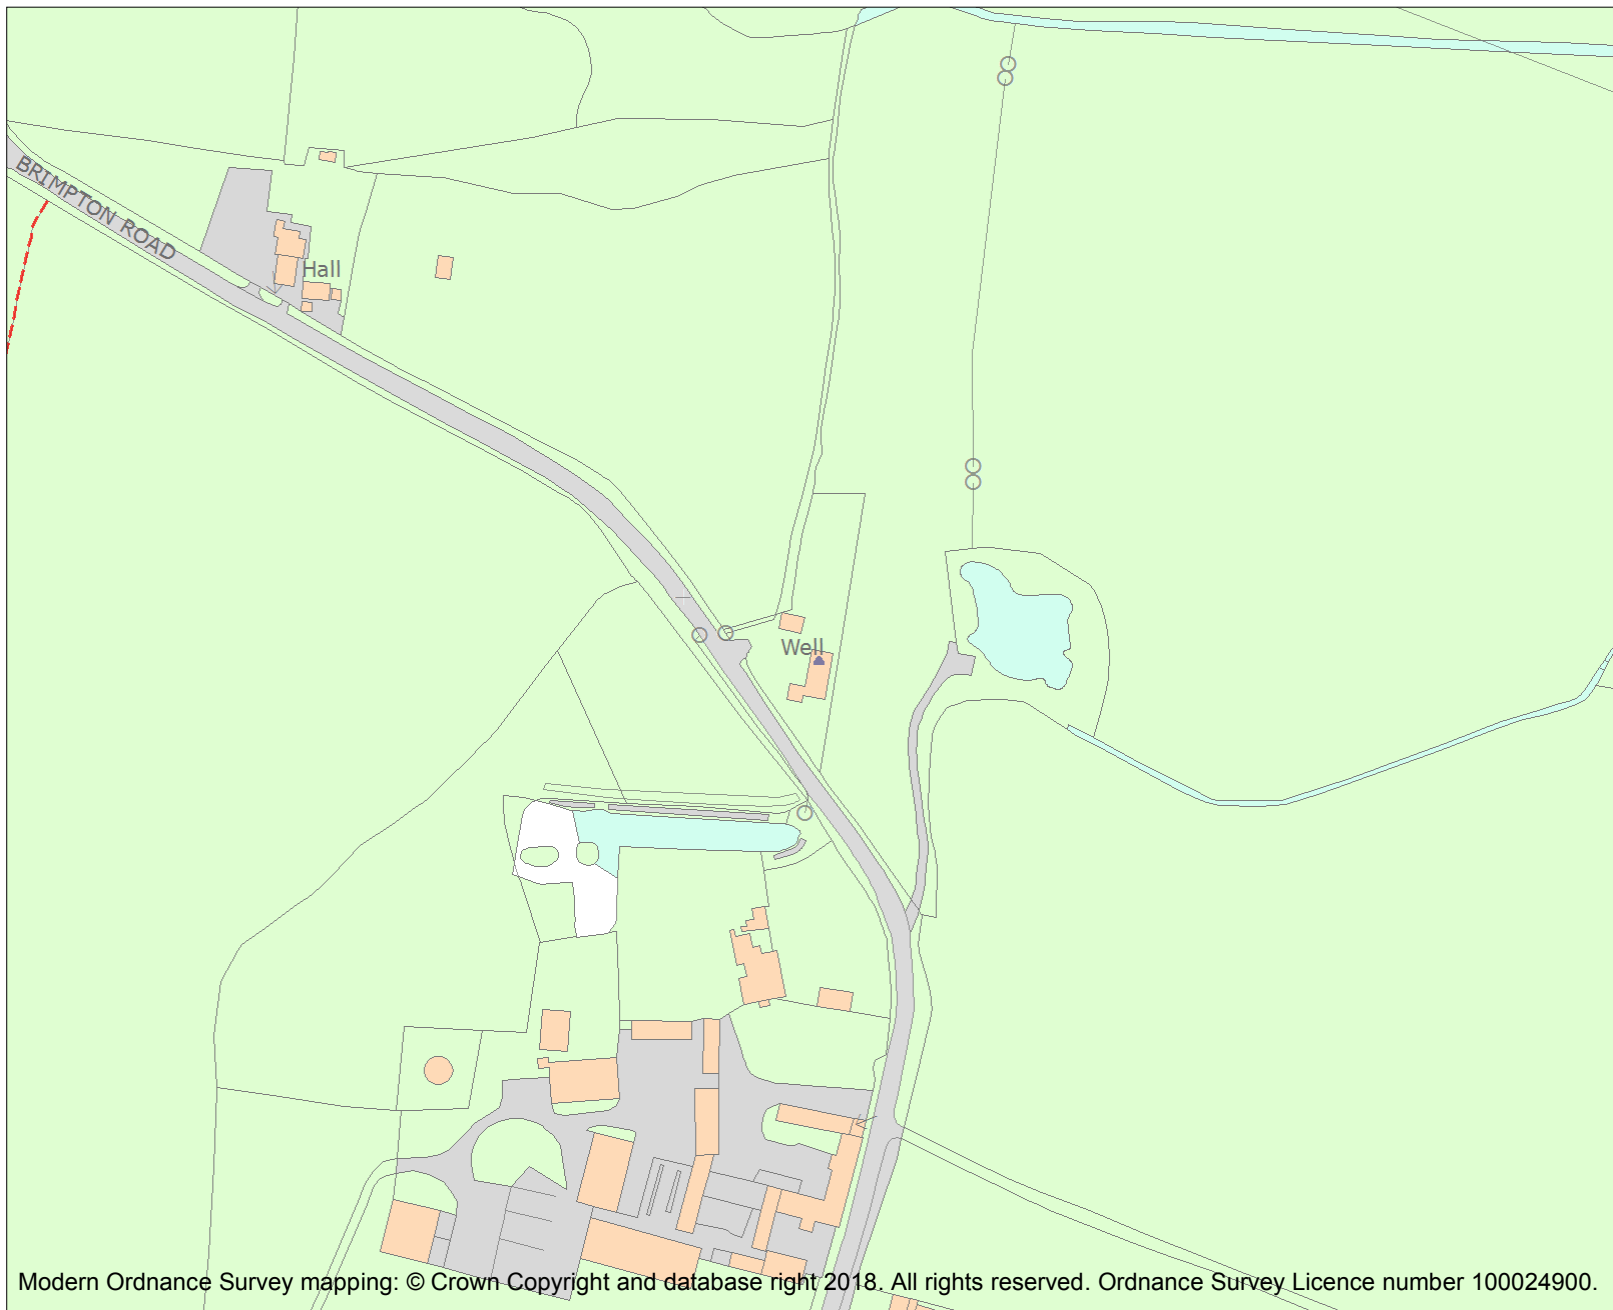 BRIMPTON ROAD
Hall
Well
Modern Ordnance Survey mapping: © Crown Copyright and database right 2018. All rights reserved. Ordnance Survey Licence number 100024900.